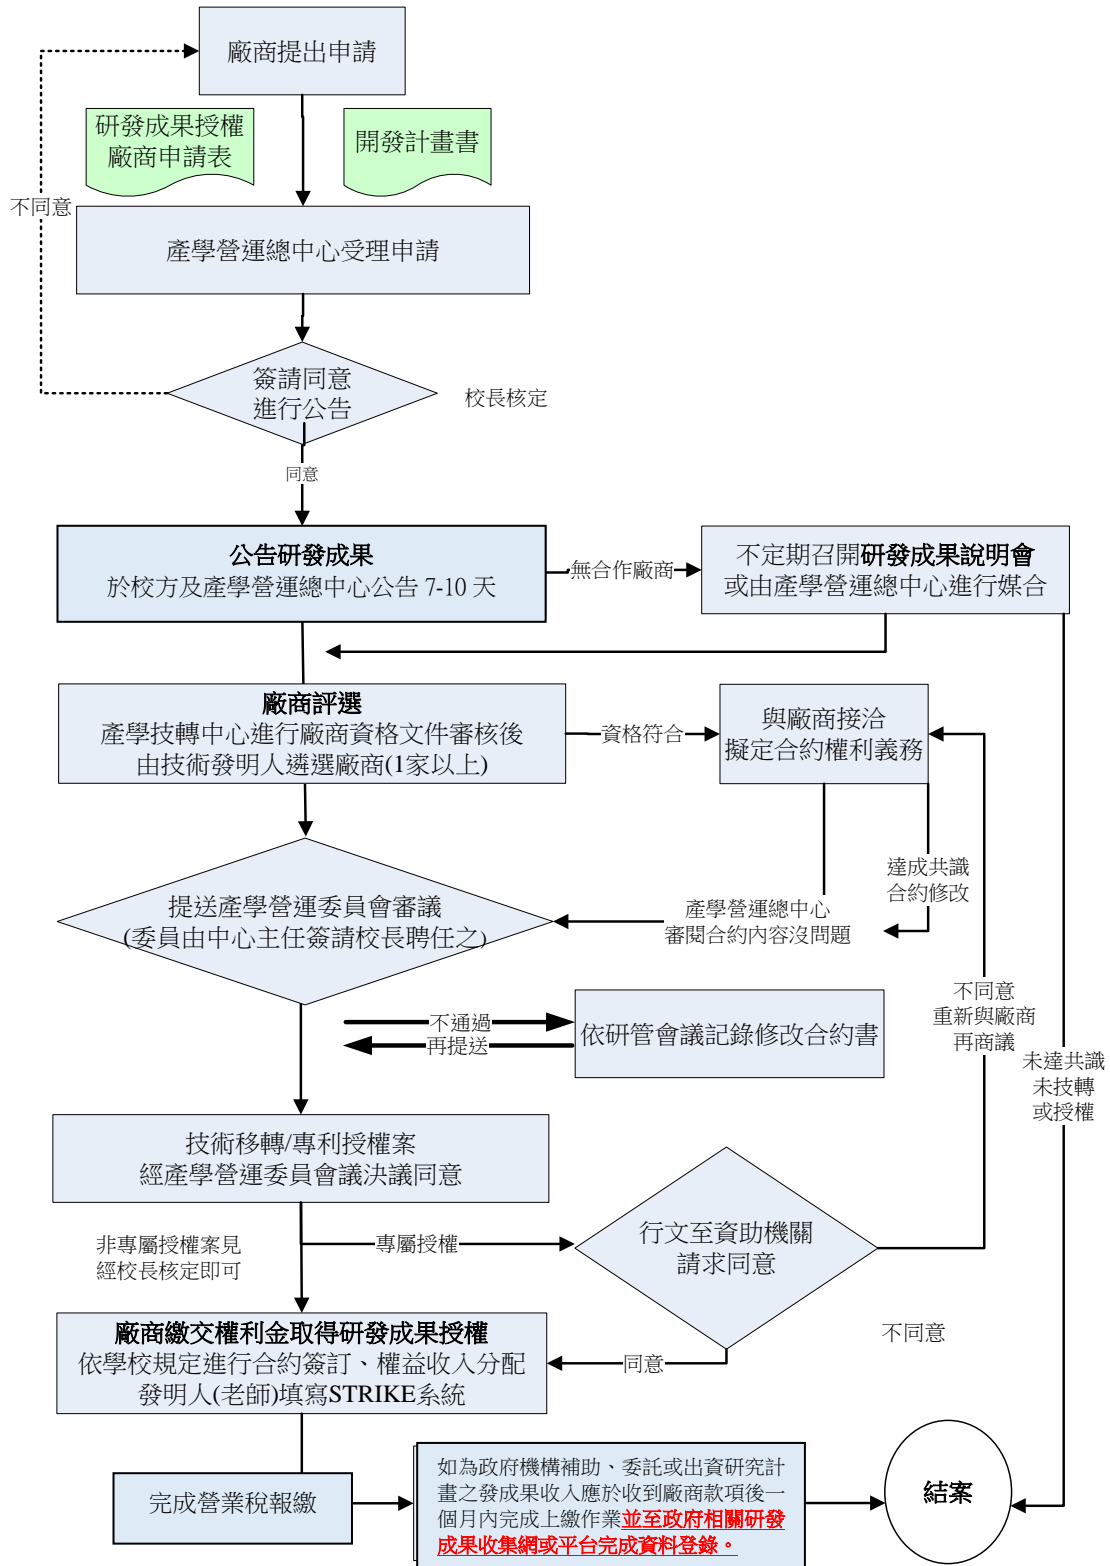 廠商提出申請
研發成果授權
廠商申請表
開發計畫書
不同意
產學營運總中心受理申請
簽請同意
進行公告
校長核定
同意
公告研發成果
於校方及產學營運總中心公告 7-10 天
無合作廠商
不定期召開研發成果說明會
或由產學營運總中心進行媒合
廠商評選
產學技轉中心進行廠商資格文件審核後
由技術發明人遴選廠商(1家以上)
資格符合
與廠商接洽
擬定合約權利義務
達成共識
合約修改
提送產學營運委員會審議
(委員由中心主任簽請校長聘任之)
產學營運總中心
審閱合約內容沒問題
不通過
再提送
依研管會議記錄修改合約書
不同意
重新與廠商
再商議
未達共識
未技轉
或授權
技術移轉/專利授權案
經產學營運委員會議決議同意
非專屬授權案見
經校長核定即可
專屬授權
行文至資助機關
請求同意
不同意
同意
廠商繳交權利金取得研發成果授權
依學校規定進行合約簽訂、權益收入分配
發明人(老師)填寫STRIKE系統
完成營業稅報繳
如為政府機構補助、委託或出資研究計
畫之發成果收入應於收到廠商款項後一
個月內完成上繳作業並至政府相關研發
成果收集網或平台完成資料登錄。
結案